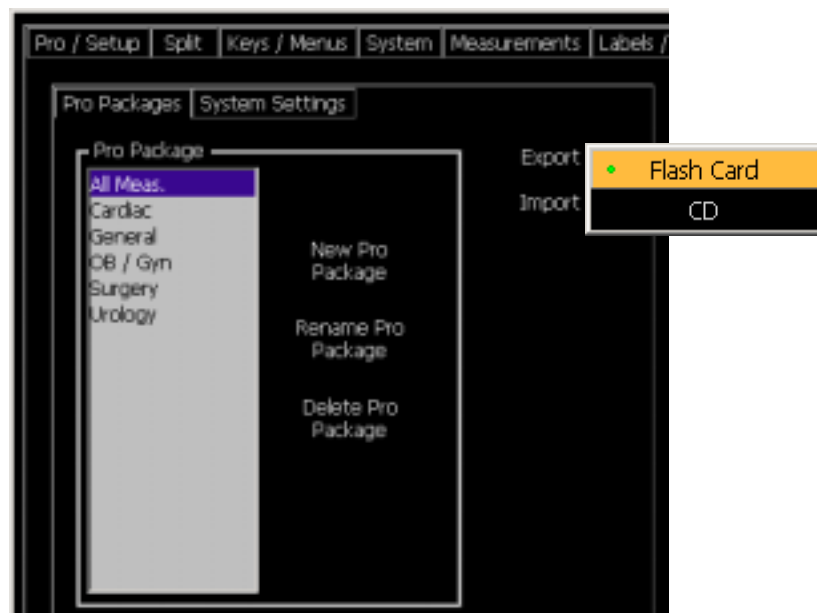 Pro / Setup Split Keys / Menus System Measurements Labels /
Pro Packages System Settings
Pro Package
All Meas.
Cardiac
General
OB / Gyn
Surgery
Urology
New Pro
Package
Rename Pro
Package
Delete Pro
Package
Export
Import
Flash Card
CD